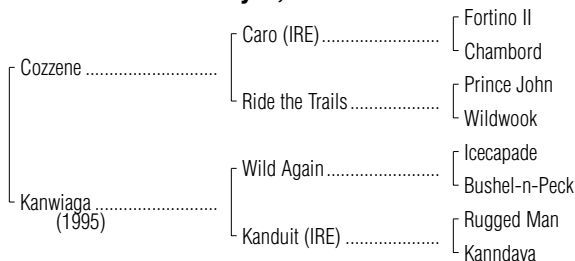 Fortino II
Caro (IRE)
Chambord
Cozzene
Prince John
Ride the Trails
Wildwook
Icecapade
Wild Again
Bushel-n-Peck
Kanwiaga
(1995)
Rugged Man
Kanduit (IRE)
Kanndaya